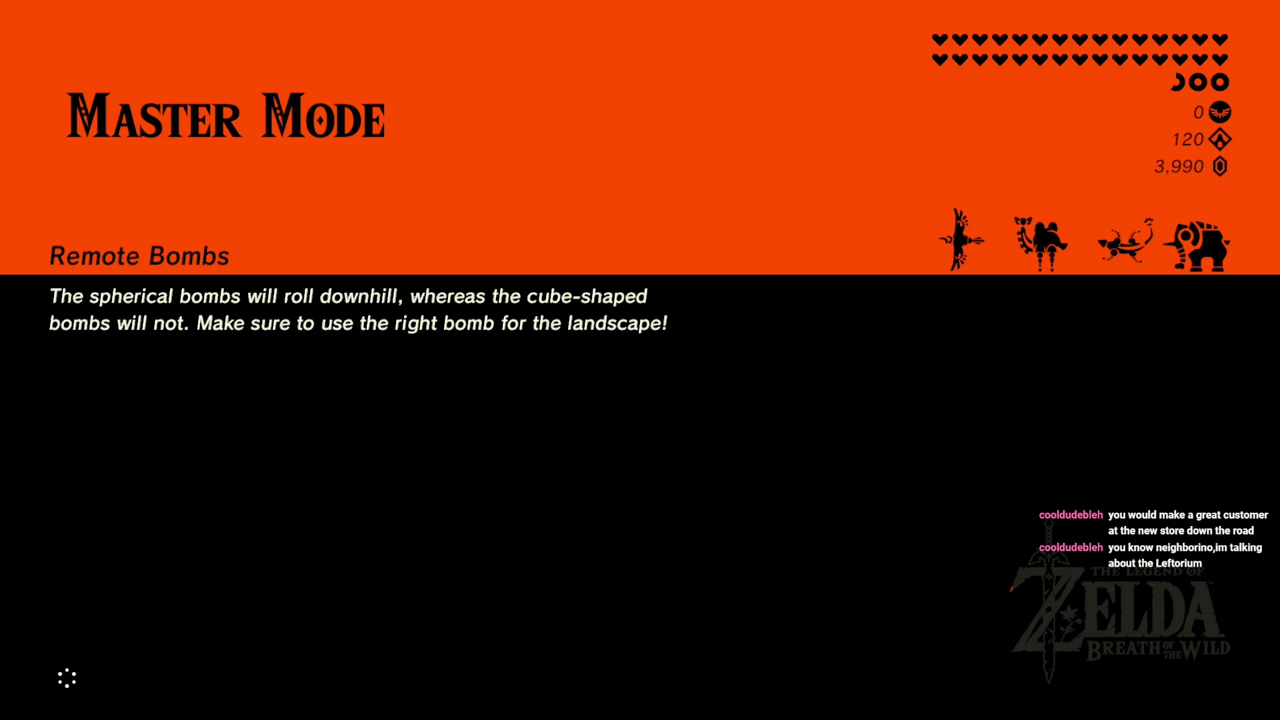 Master Mode
0
120
3,990
Remote Bombs
The spherical bombs will roll downhill, whereas the cube-shaped
bombs will not. Make sure to use the right bomb for the landscape!
cooldudebleh you would make a great customer
at the new store down the road
cooldudebleh you know neighborino,im talking
about the Leftorium
THE LEGEND OF
ZELDA
BREATH OF THE WILD